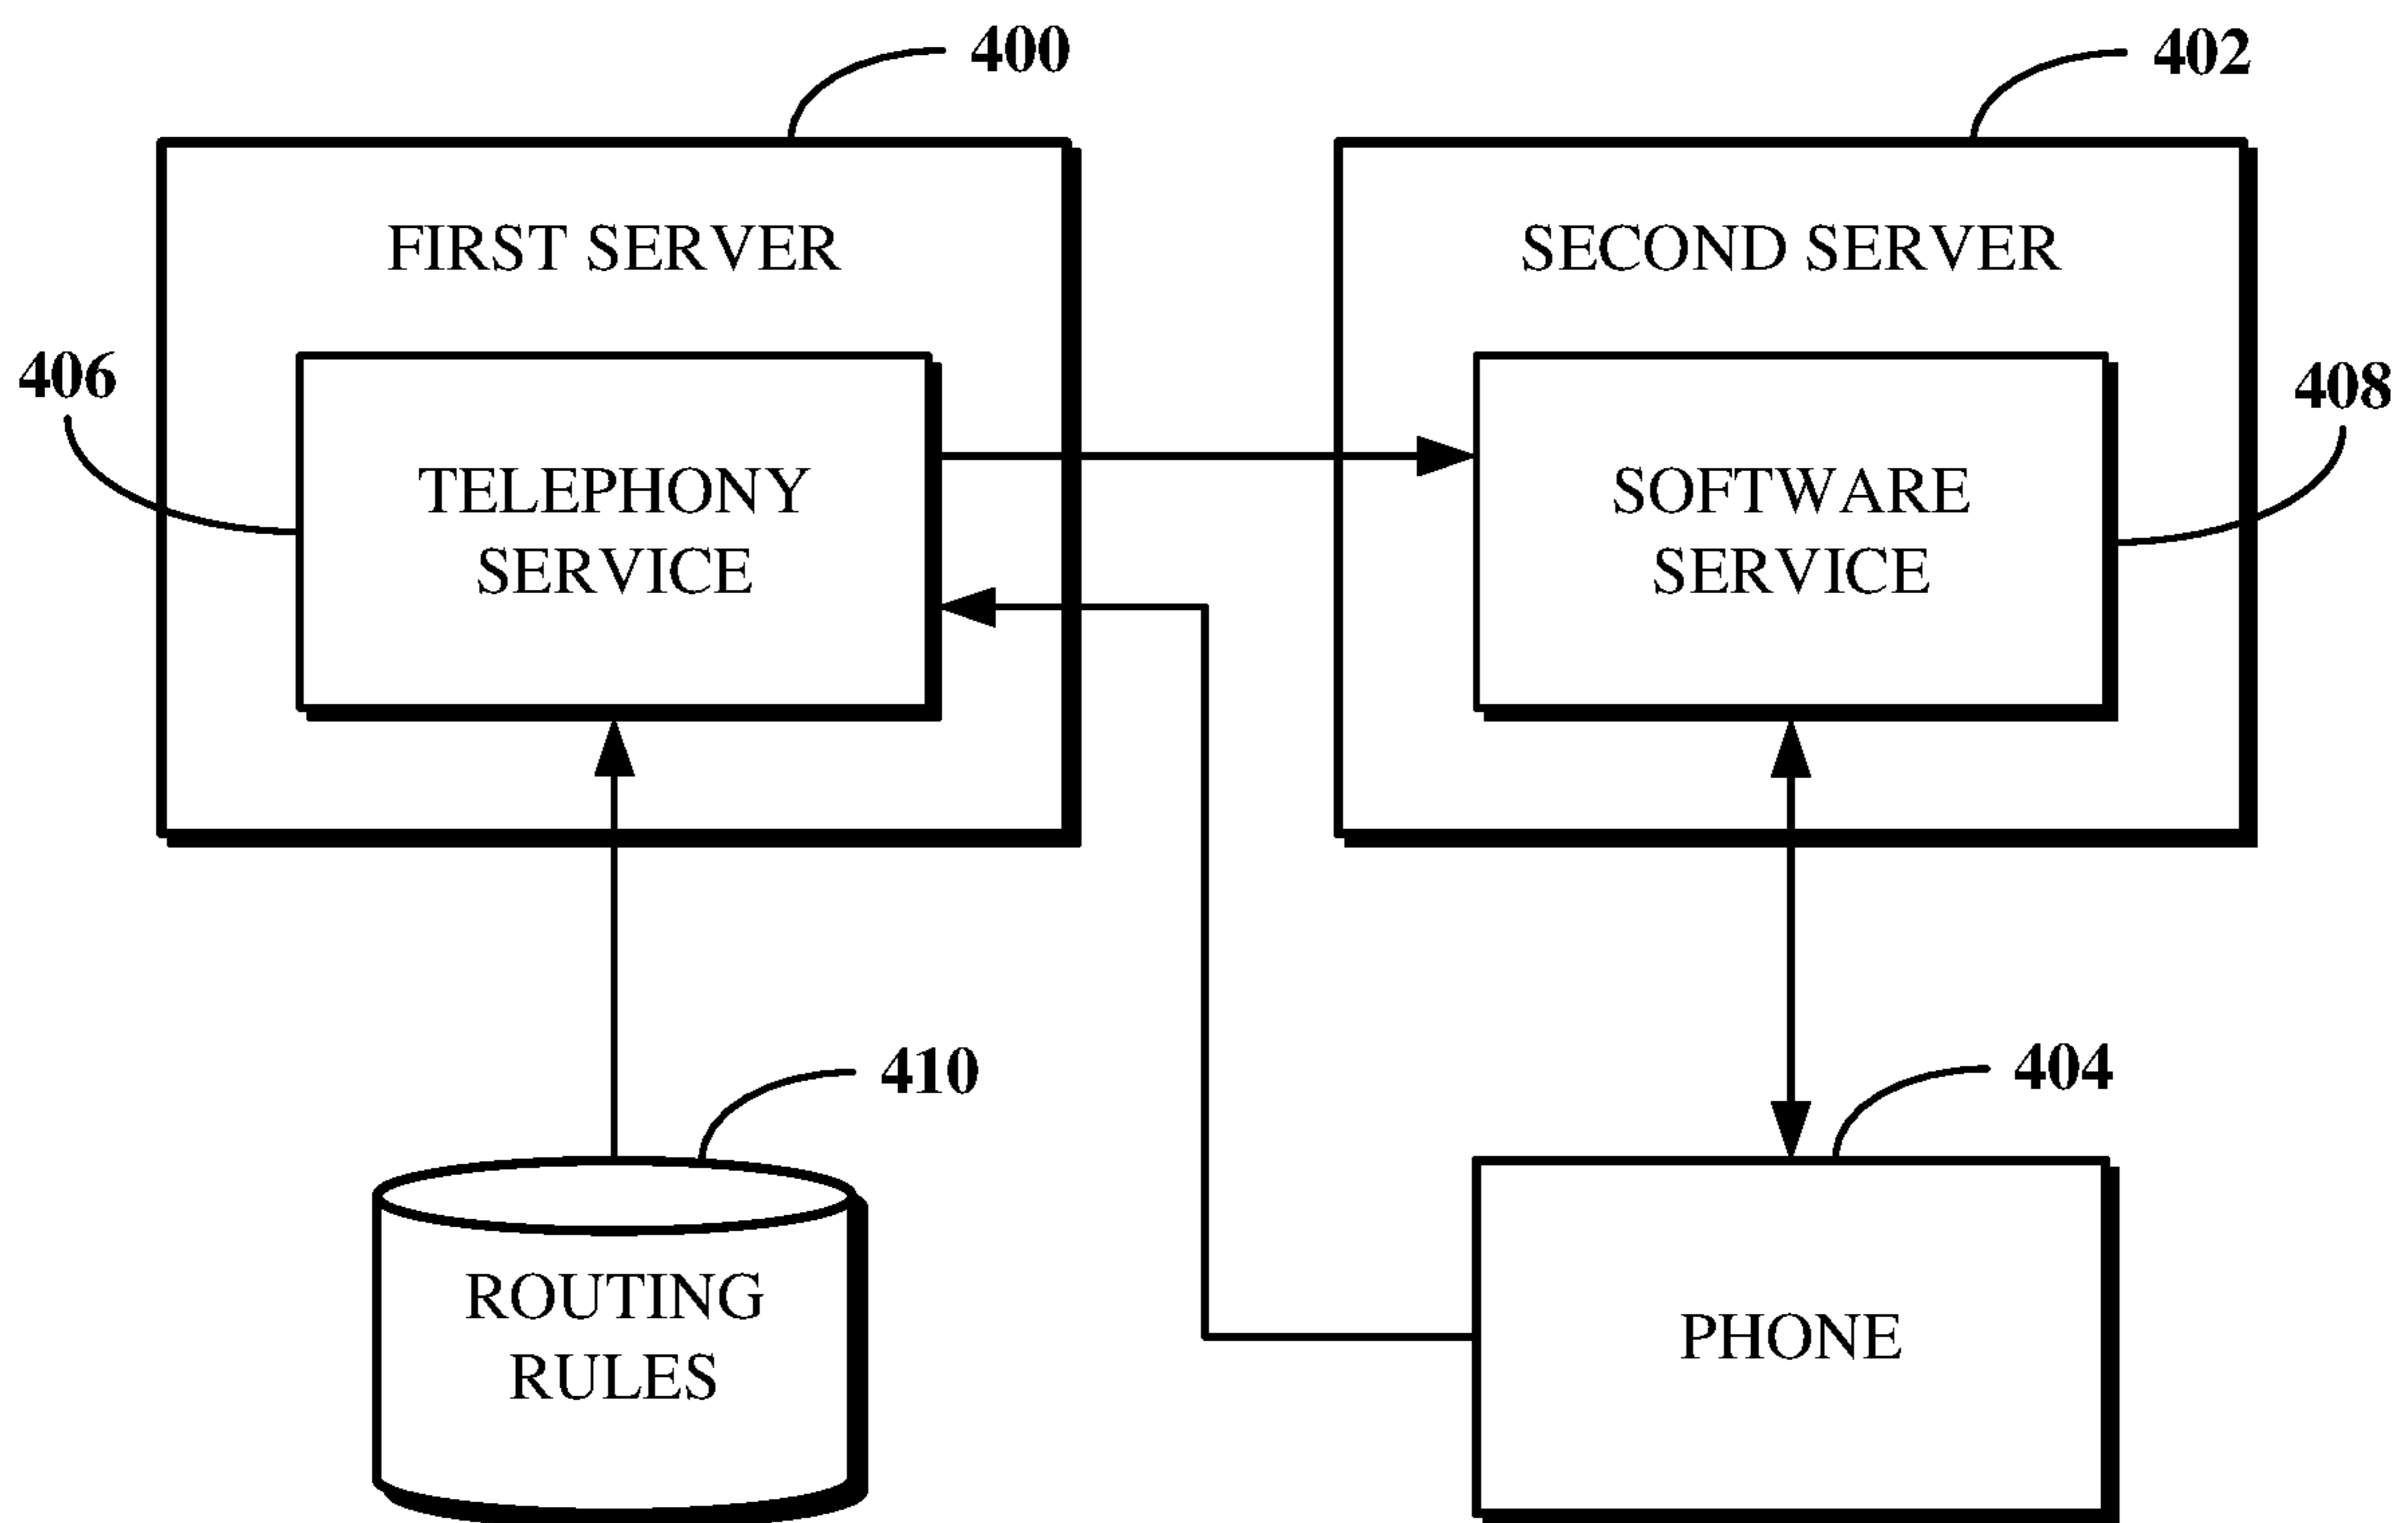 400
402
FIRST SERVER
SECOND SERVER
406
408
TELEPHONY
SERVICE
SOFTWARE
SERVICE
410
404
ROUTING
RULES
PHONE